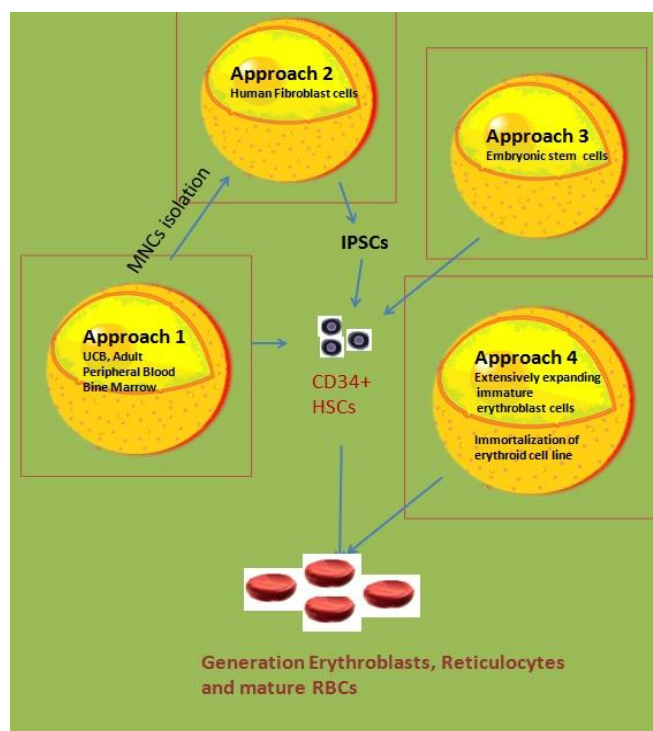 Approach 2
Human Fibroblast cells
Approach 3
Embryonic stem cells
MNCs isolation
IPSCs
Approach 1
UCB, Adult
Peripheral Blood
Bine Marrow
CD34+
HSCs
Approach 4
Extensively expanding
immature
erythroblast cells
Immortalization of
erythroid cell line
Generation Erythroblasts, Reticulocytes
and mature RBCs